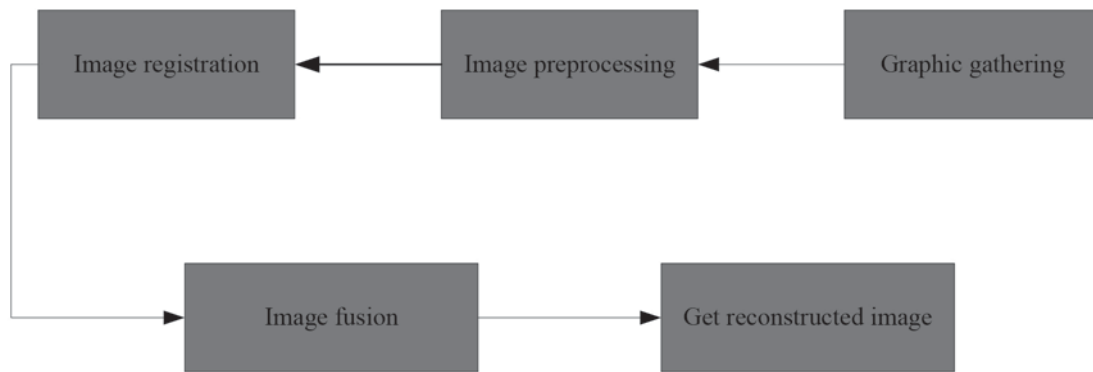 Image registration
Image preprocessing
Graphic gathering
Image fusion
Get reconstructed image